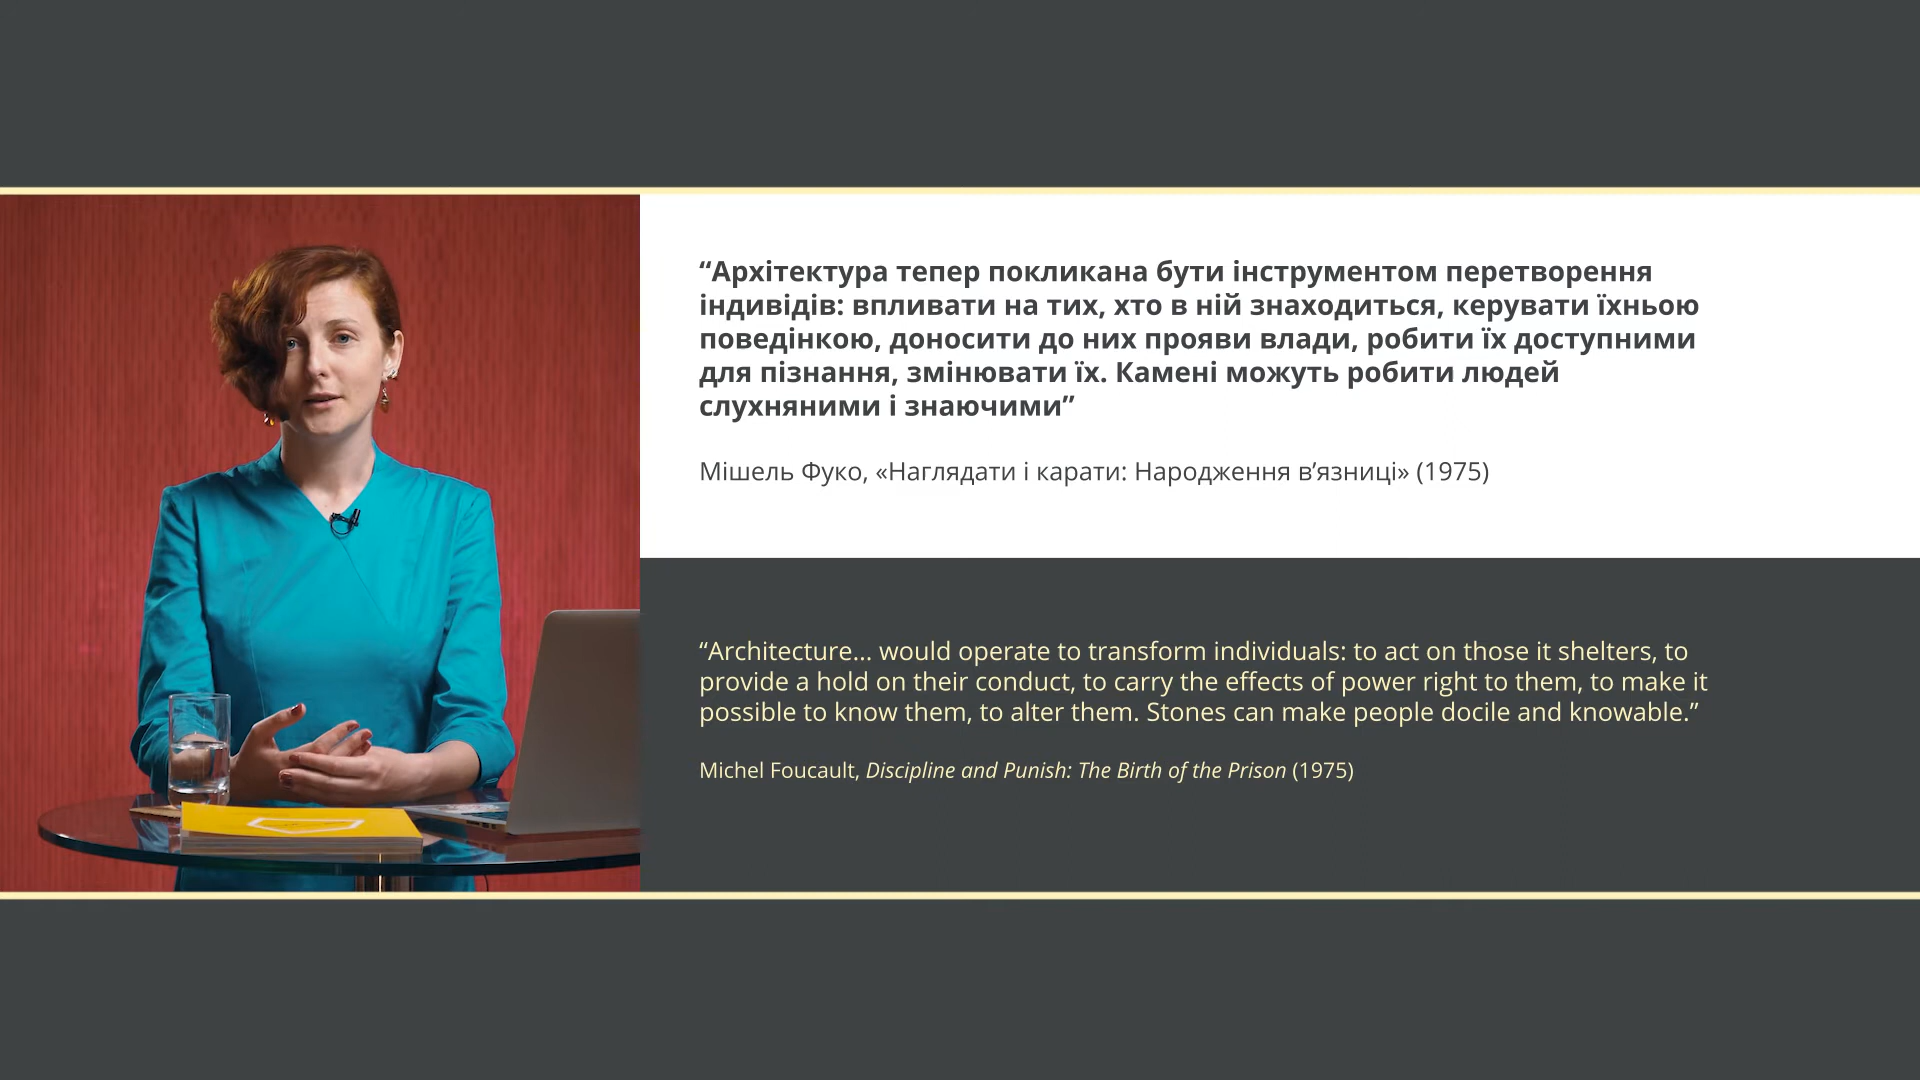 “Архітектура тепер покликана бути інструментом перетворення
індивідів: впливати на тих, хто в ній знаходиться, керувати їхньою
поведінкою, доносити до них прояви влади, робити їх доступними
для пізнання, змінювати їх. Камені можуть робити людей
слухняними і знаючими”
Мішель Фуко, «Наглядати і карати: Народження в’язниці» (1975)
“Architecture... would operate to transform individuals: to act on those it shelters, to
provide a hold on their conduct, to carry the effects of power right to them, to make it
possible to know them, to alter them. Stones can make people docile and knowable.”
Michel Foucault, Discipline and Punish: The Birth of the Prison (1975)